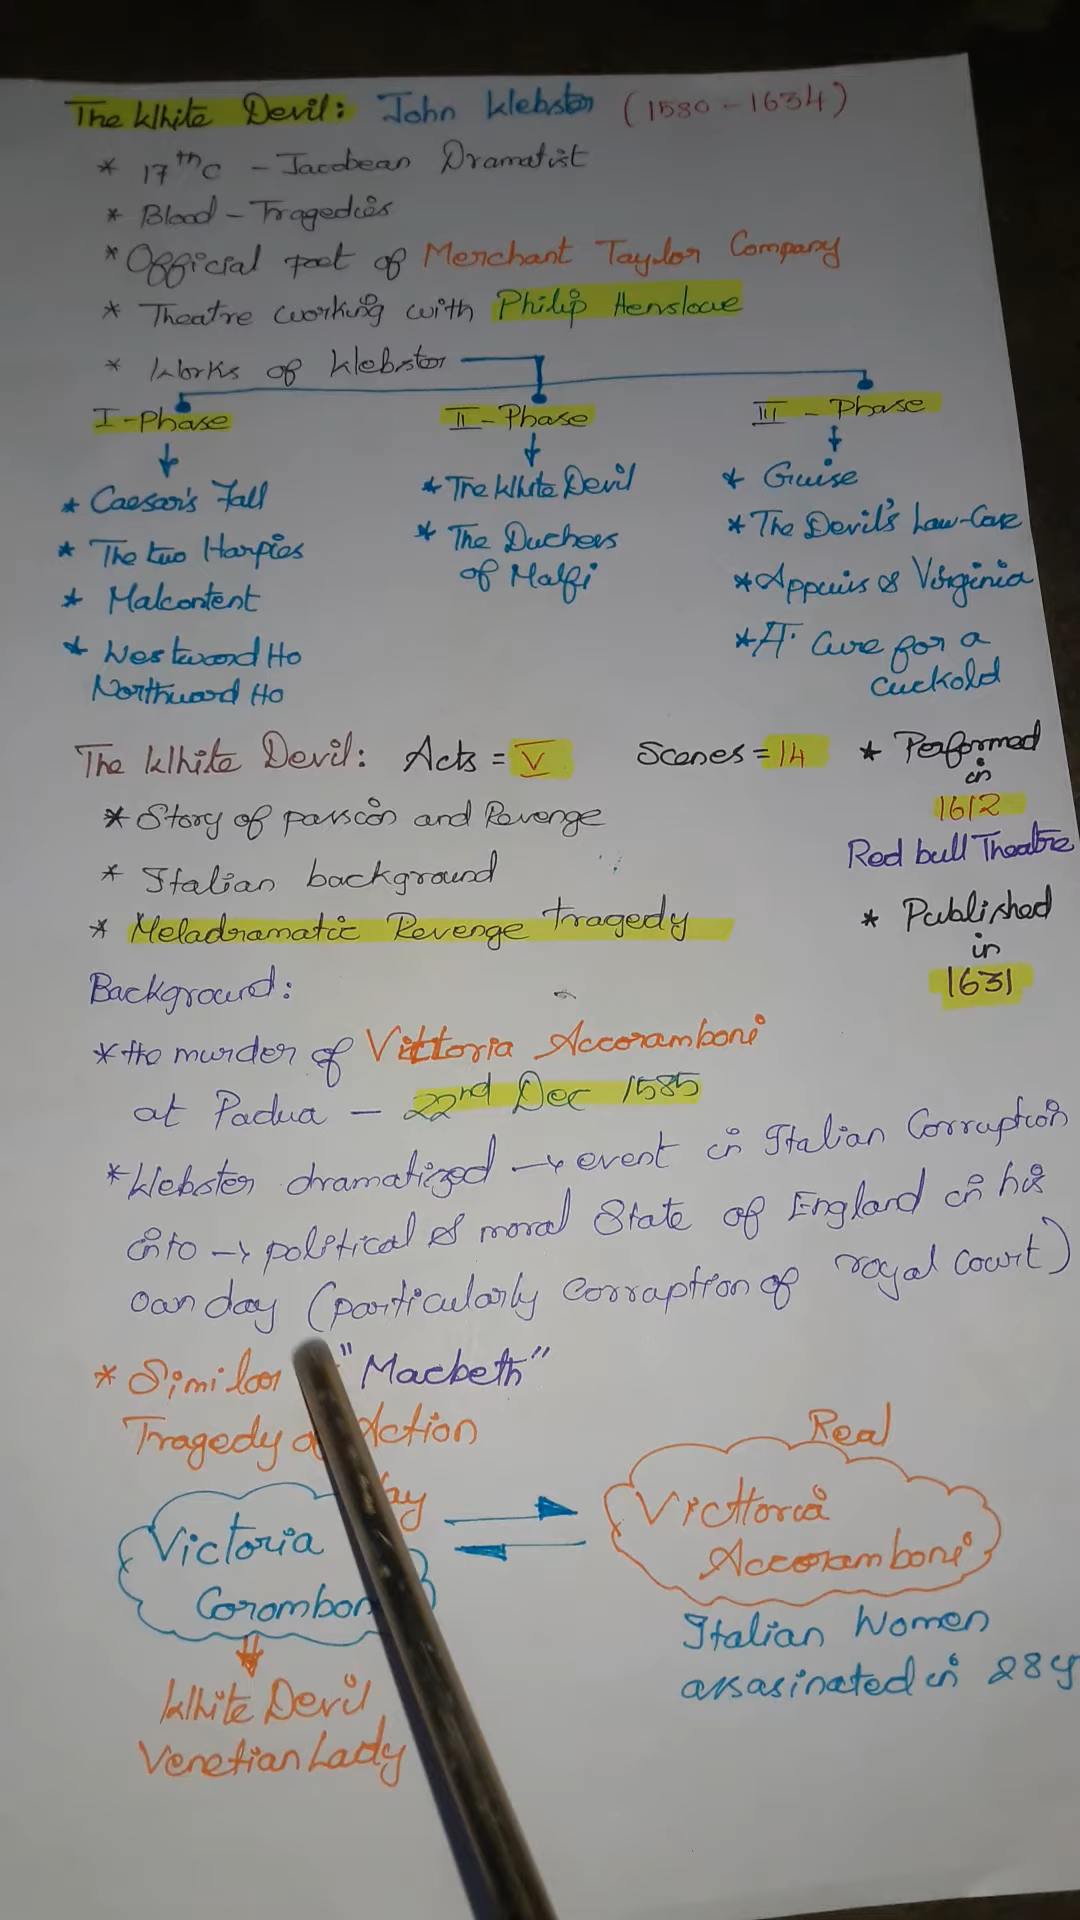 The White Devil: John Webster (1580-1634)
* 17th C - Jacobean Dramatist
* Blood - Tragedies
* Official poet of Merchant Taylor Company
* Theatre working with Philip Henslowe
* Works of Webster
I - Phase
II - Phase
III - Phase
* Caesar's Fall
* The two Harpies
* Malcontent
* Westward Ho
Northward Ho
* The White Devil
* The Duchess
of Malfi
* Guise
* The Devil's Law-Case
* Appuis & Virginia
* A Cure for a
cuckold
The White Devil: Acts = V Scenes = 14
* Story of passion and Revenge
* Italian background
* Meladramatic Revenge tragedy
* Performed
in
1612
Red bull Theatre
* Published
in
1631
Background:
* the murder of Vittoria Accoramboni
at Padua - 22nd Dec 1585
* Webster dramatized → event in Italian Corruption
into → political & moral State of England in his
own day (particularly corruption of royal court)
* Similar "Macbeth"
Tragedy Action
Victoria
Corombon
White Devil
Venetian Lady
Real
Victtoria
Accoramboni
Italian Women
assasinated in 28y